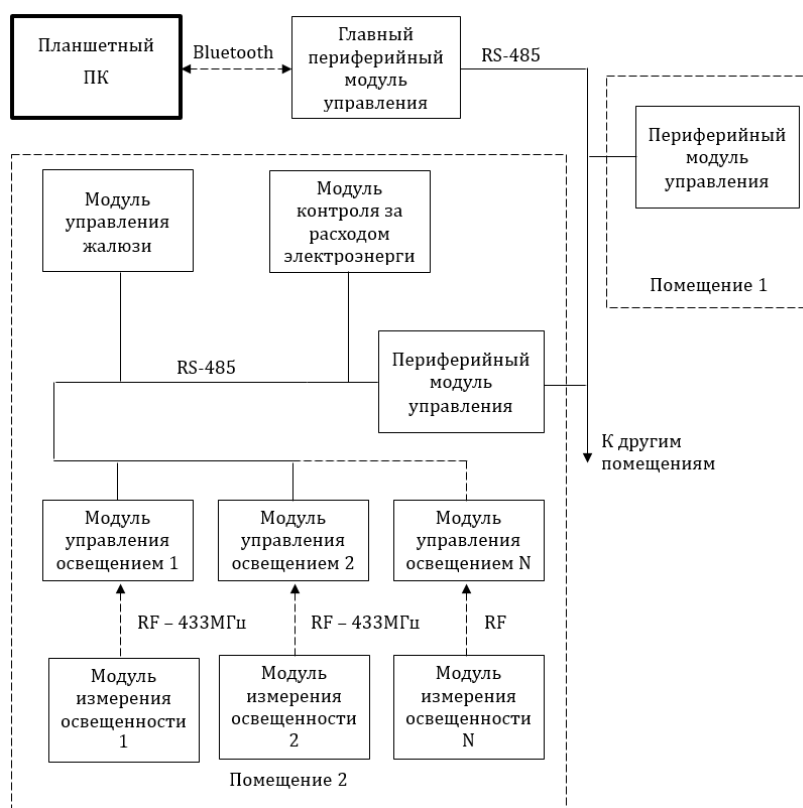 Планшетный
ПК
Bluetooth
Главный
периферийный
модуль
управления
RS-485
Периферийный
модуль
управления
Помещение 1
Модуль
управления
жалюзи
Модуль
контроля за
расходом
электроэнерги
RS-485
Периферийный
модуль
управления
К другим
помещениям
Модуль
управления
освещением 1
Модуль
управления
освещением 2
Модуль
управления
освещением N
RF – 433МГц
RF – 433МГц
RF
Модуль
измерения
освещенности
1
Модуль
измерения
освещенности
2
Модуль
измерения
освещенности
N
Помещение 2